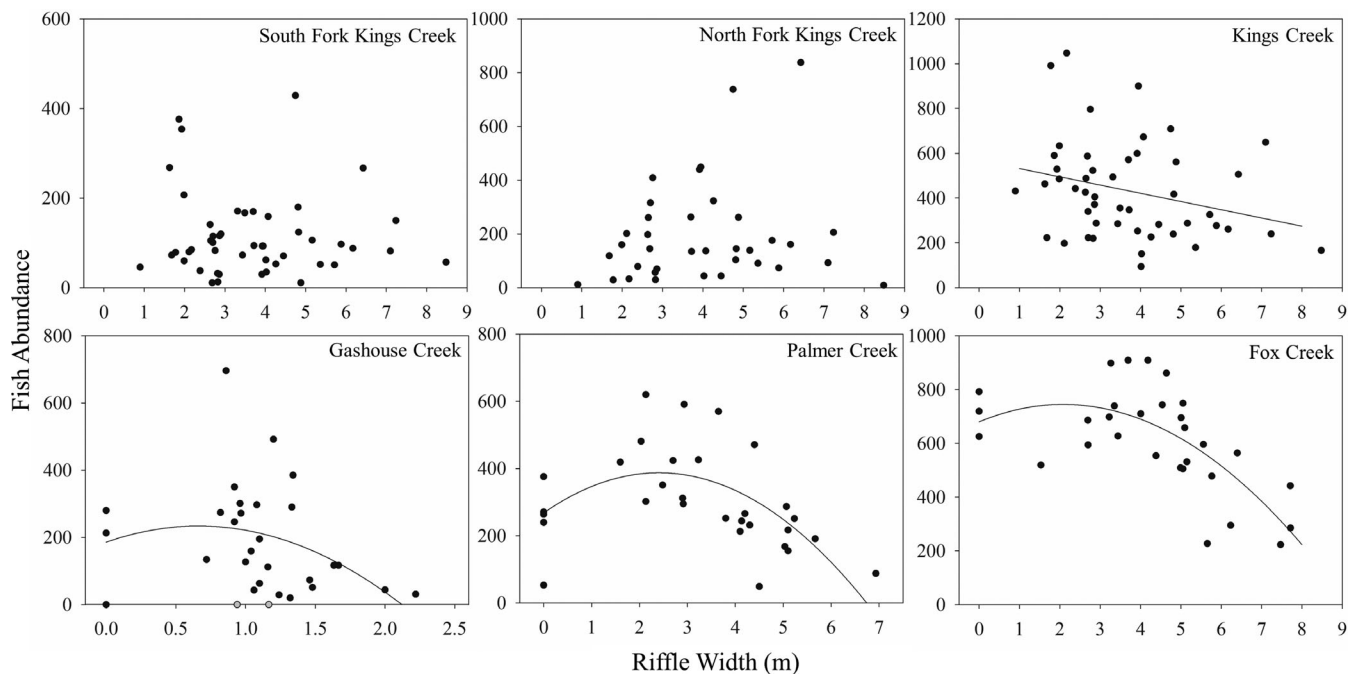 600
400
200
0
South Fork Kings Creek
0 1 2 3 4 5 6 7 8 9
1000
800
600
400
200
0
North Fork Kings Creek
0 1 2 3 4 5 6 7 8 9
1200
1000
800
600
400
200
0
Kings Creek
0 1 2 3 4 5 6 7 8 9
Fish Abundance
800
600
400
200
0
Gashouse Creek
0.0 0.5 1.0 1.5 2.0 2.5
800
600
400
200
0
Palmer Creek
0 1 2 3 4 5 6 7
1000
800
600
400
200
0
Fox Creek
0 1 2 3 4 5 6 7 8 9
Riffle Width (m)